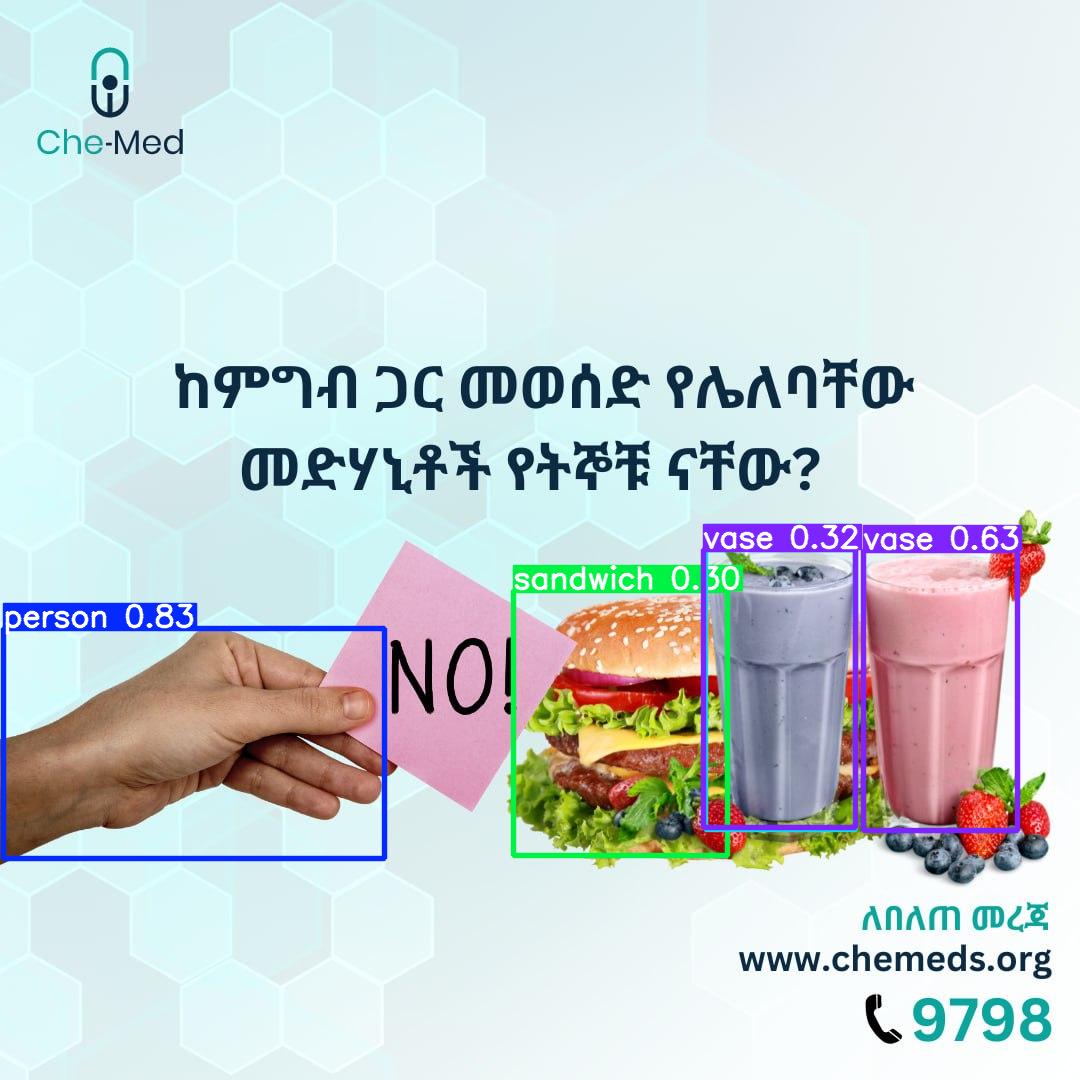 Che-Med
ከምግብ ጋር መወሰድ የሌለባቸው
መድሃኒቶች የትኞቹ ናቸው?
vase 0.32
vase 0.63
sandwich 0.30
person 0.83
NO!
ለበለጠ መረጃ
www.chemeds.org
9798